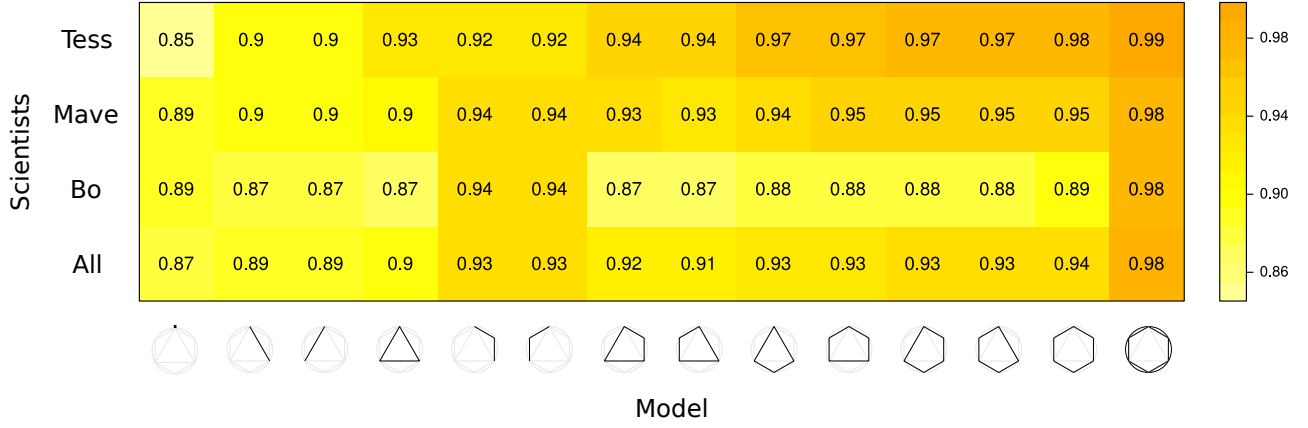 Scientists
Tess 0.85 0.9 0.9 0.93 0.92 0.92 0.94 0.94 0.97 0.97 0.97 0.97 0.98 0.99
Mave 0.89 0.9 0.9 0.9 0.94 0.94 0.93 0.93 0.94 0.95 0.95 0.95 0.95 0.98
Bo 0.89 0.87 0.87 0.87 0.94 0.94 0.87 0.87 0.88 0.88 0.88 0.88 0.89 0.98
All 0.87 0.89 0.89 0.9 0.93 0.93 0.92 0.91 0.93 0.93 0.93 0.93 0.94 0.98
0.98
0.94
0.90
0.86
Model